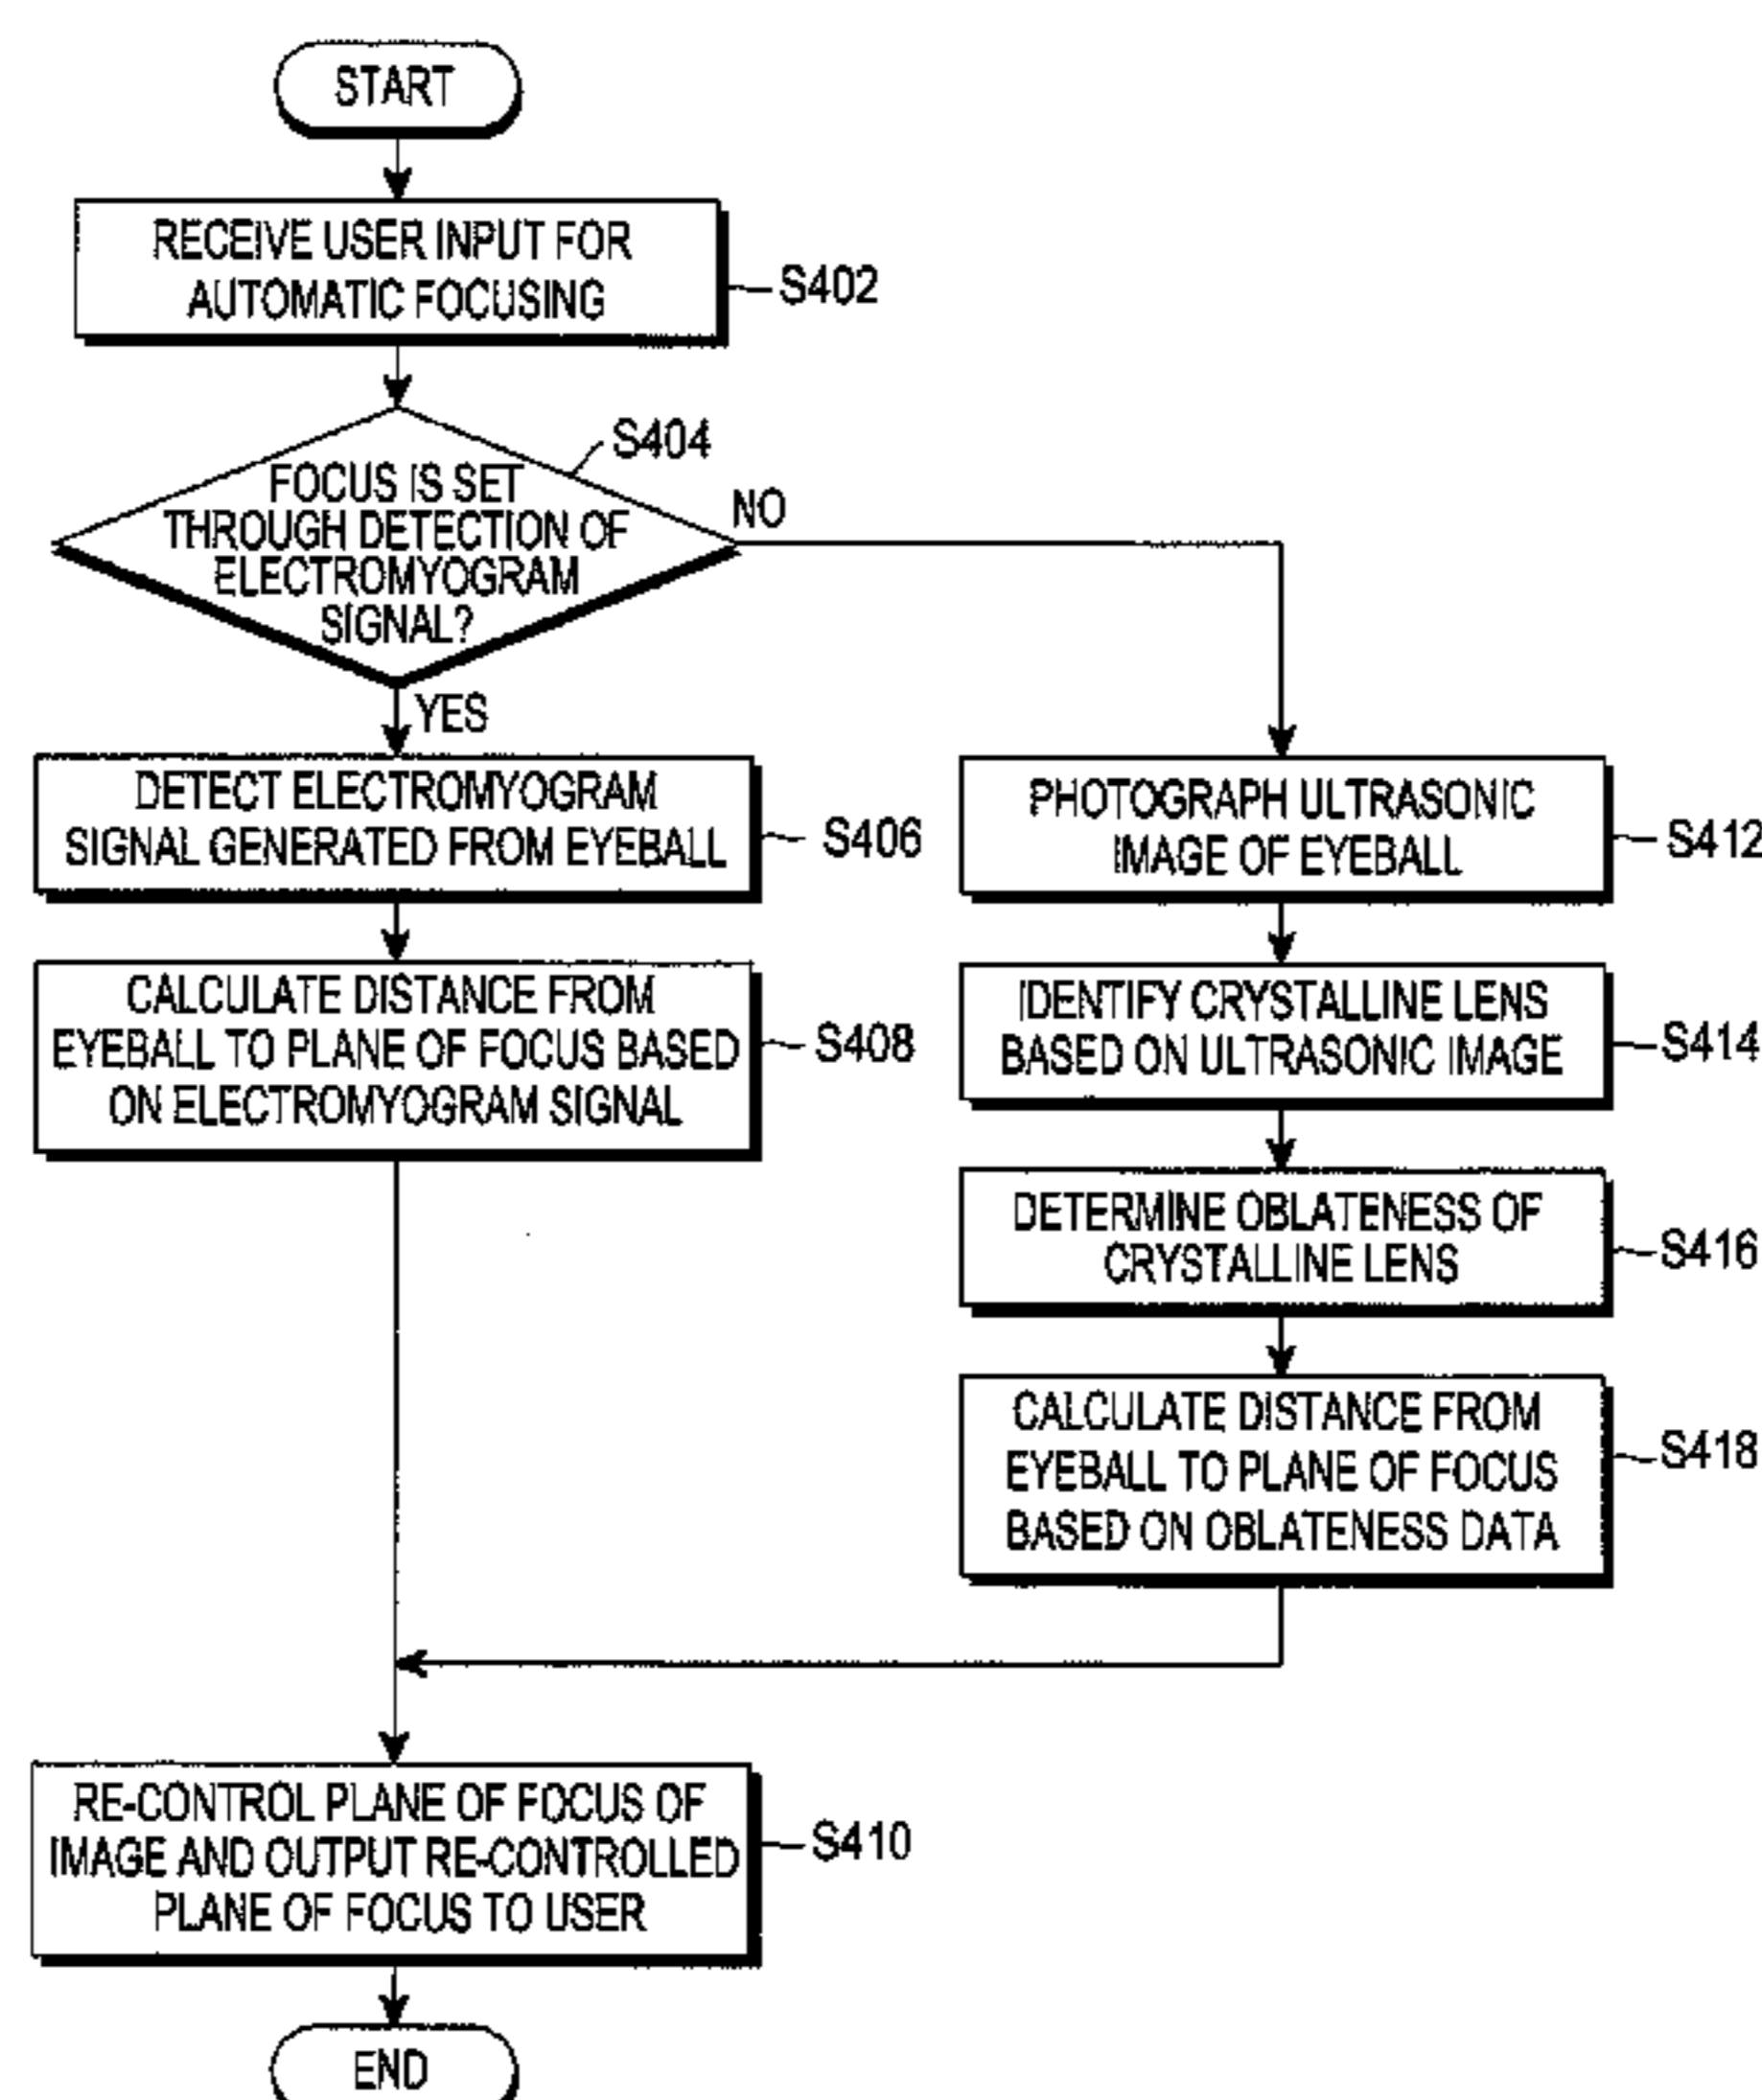 START
RECEIVE USER INPUT FOR
AUTOMATIC FOCUSING
S402
S404
FOCUS IS SET
THROUGH DETECTION OF
ELECTROMYOGRAM
SIGNAL?
NO
YES
DETECT ELECTROMYOGRAM
SIGNAL GENERATED FROM EYEBALL
S406
CALCULATE DISTANCE FROM
EYEBALL TO PLANE OF FOCUS BASED
ON ELECTROMYOGRAM SIGNAL
S408
PHOTOGRAPH ULTRASONIC
IMAGE OF EYEBALL
S412
IDENTIFY CRYSTALLINE LENS
BASED ON ULTRASONIC IMAGE
S414
DETERMINE OBLATENESS OF
CRYSTALLINE LENS
S416
CALCULATE DISTANCE FROM
EYEBALL TO PLANE OF FOCUS
BASED ON OBLATENESS DATA
S418
RE-CONTROL PLANE OF FOCUS OF
IMAGE AND OUTPUT RE-CONTROLLED
PLANE OF FOCUS TO USER
S410
END